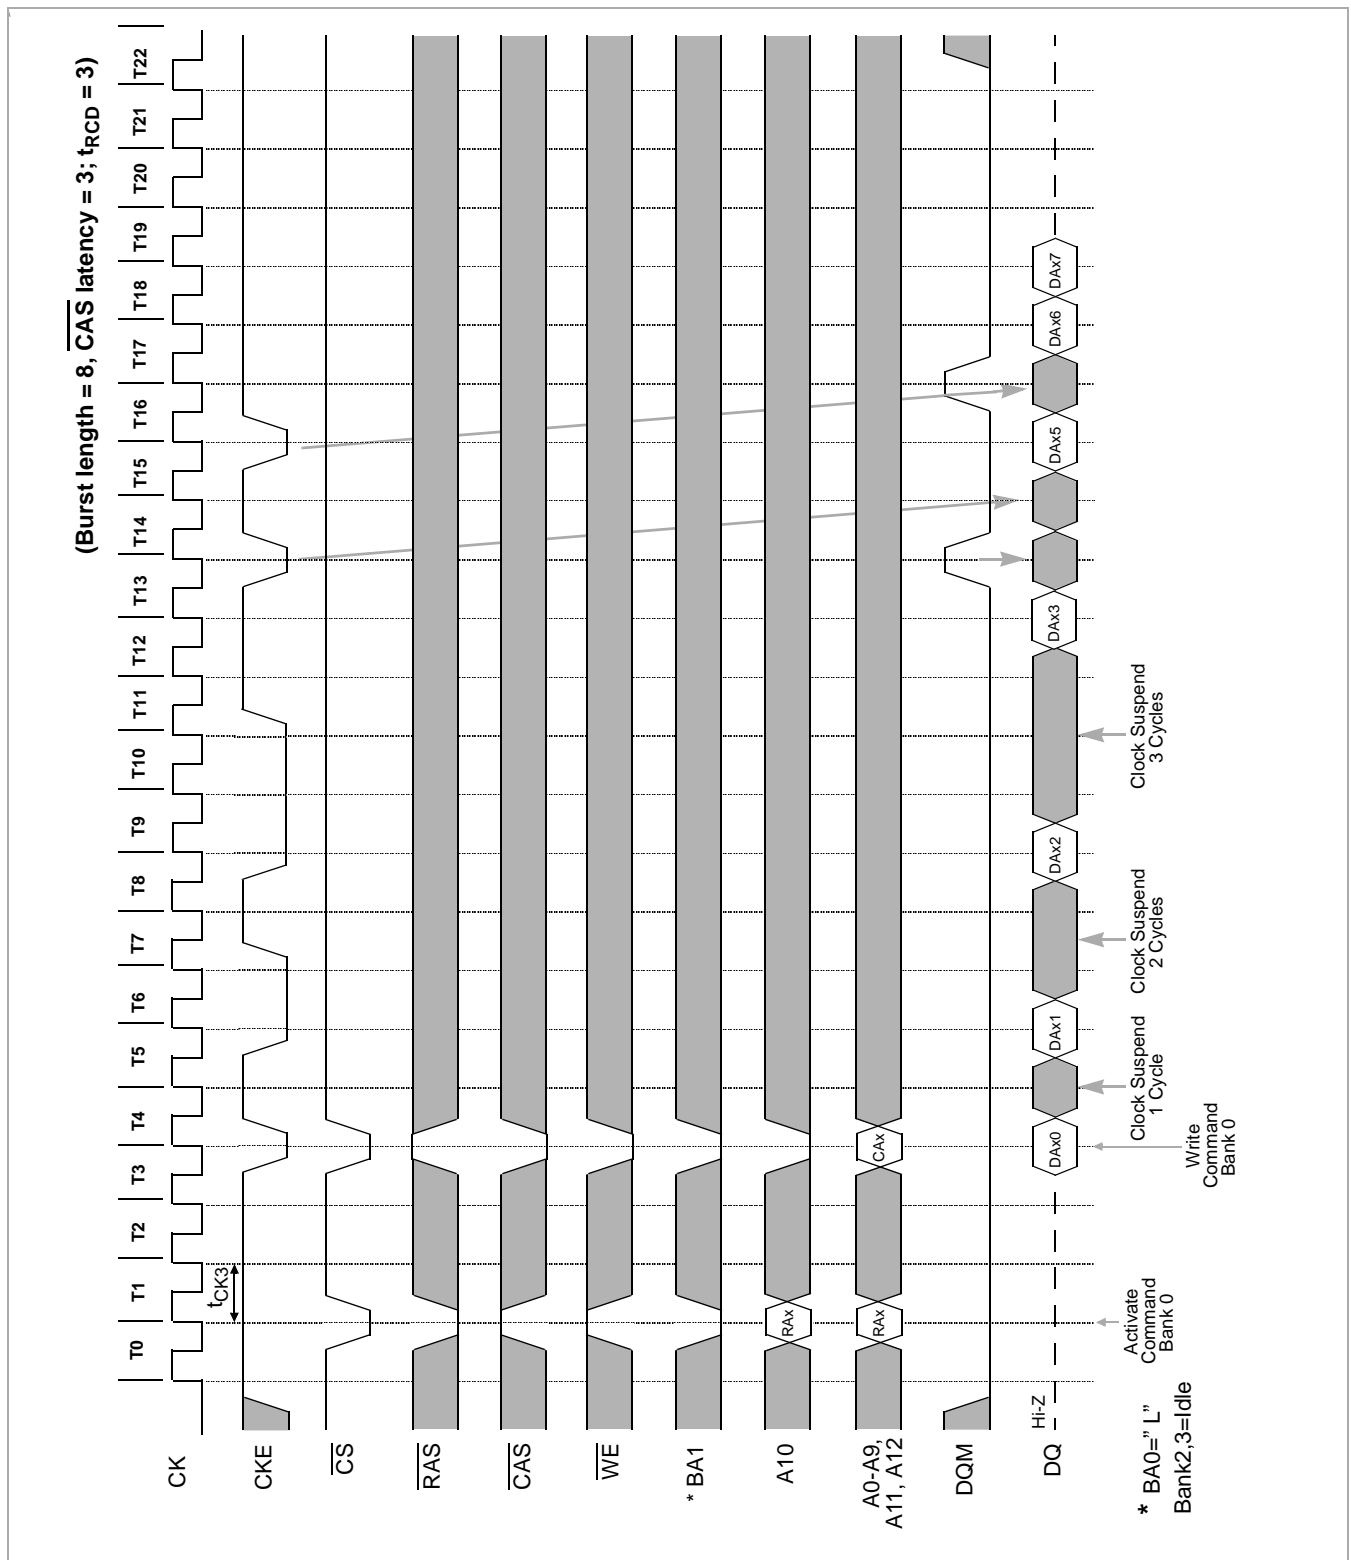 (Burst length = 8, CAS latency = 3; tRCD = 3)
T0 T1 T2 T3 T4 T5 T6 T7 T8 T9 T10 T11 T12 T13 T14 T15 T16 T17 T18 T19 T20 T21 T22
CK
tCK3
CKE
CS
RAS
CAS
WE
* BA1
A10
RAx
A0-A9,
A11, A12
RAx CAx
DQM
DQ
Hi-Z
DAx0 DAx1 DAx2 DAx3 DAx5 DAx6 DAx7
Activate
Command
Bank 0
Write
Command
Bank 0
Clock Suspend
1 Cycle
Clock Suspend
2 Cycles
Clock Suspend
3 Cycles
* BA0=" L"
Bank2,3=Idle